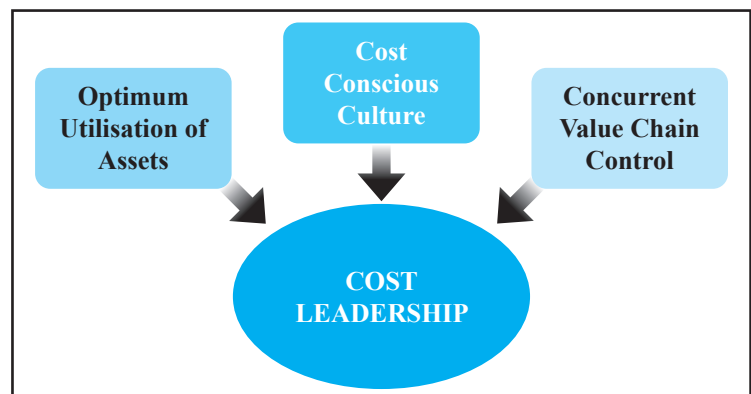 Optimum
Utilisation of
Assets
Cost
Conscious
Culture
Concurrent
Value Chain
Control
COST
LEADERSHIP